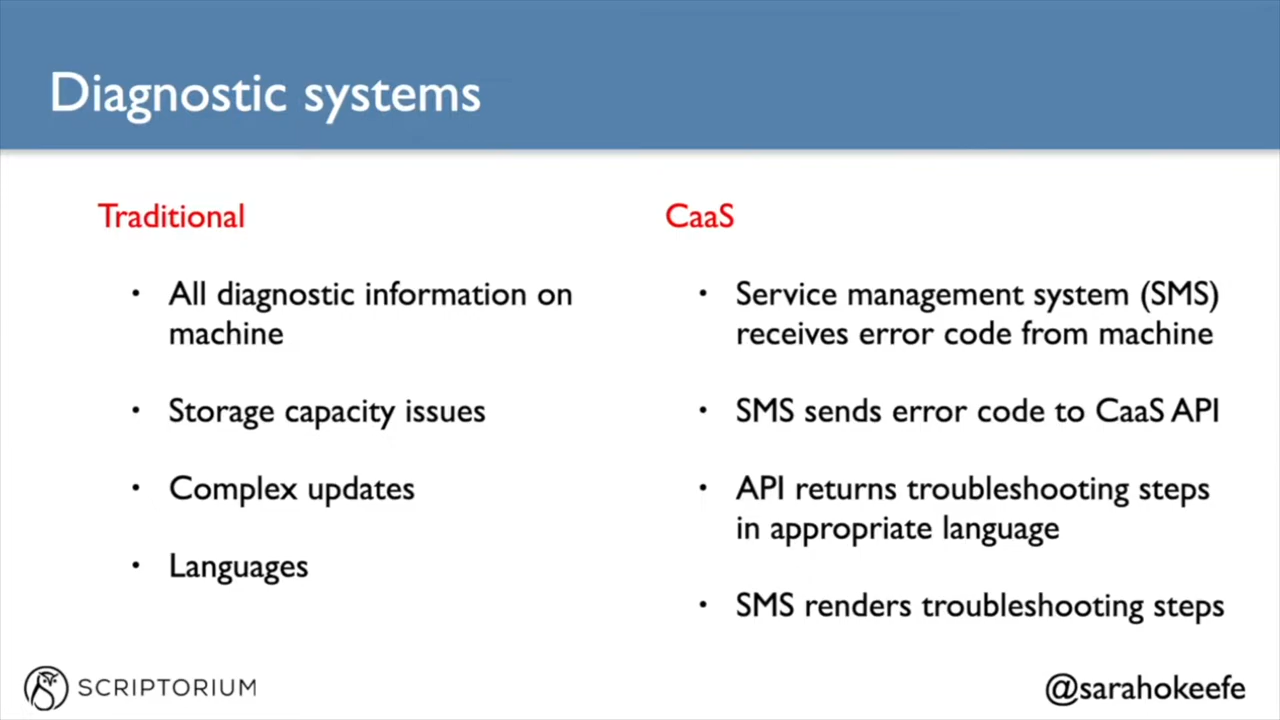 Diagnostic systems
Traditional
• All diagnostic information on
machine
• Storage capacity issues
• Complex updates
• Languages
CaaS
• Service management system (SMS)
receives error code from machine
• SMS sends error code to CaaS API
• API returns troubleshooting steps
in appropriate language
• SMS renders troubleshooting steps
SCRIPTORIUM
@sarahokeefe